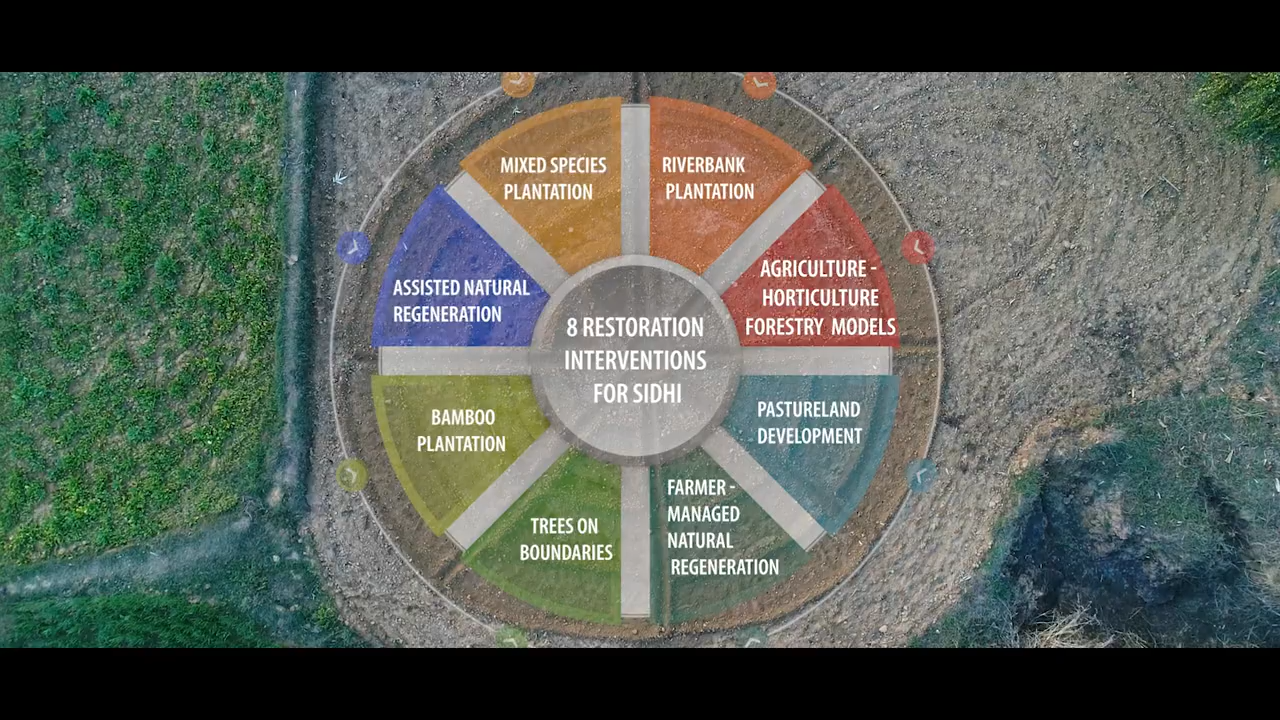 MIXED SPECIES
PLANTATION
RIVERBANK
PLANTATION
AGRICULTURE -
HORTICULTURE
FORESTRY MODELS
ASSISTED NATURAL
REGENERATION
8 RESTORATION
INTERVENTIONS
FOR SIDHI
PASTURELAND
DEVELOPMENT
BAMBOO
PLANTATION
FARMER -
MANAGED
NATURAL
REGENERATION
TREES ON
BOUNDARIES